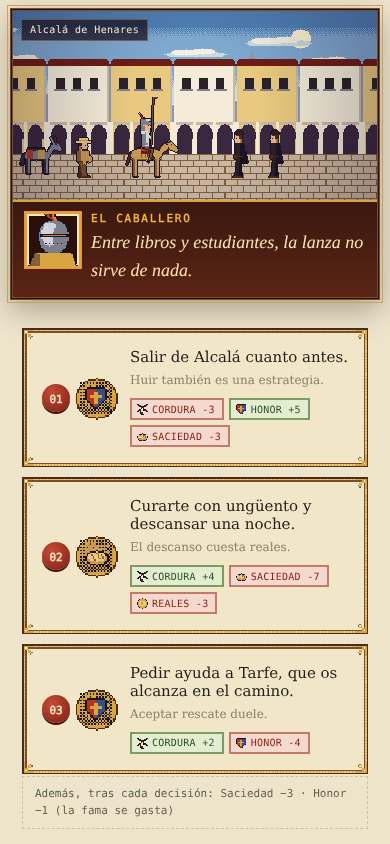 Alcalá de Henares
EL CABALLERO
Entre libros y estudiantes, la lanza no
sirve de nada.
01
Salir de Alcalá cuanto antes.
Huir también es una estrategia.
CORDURA -3
HONOR +5
SACIEDAD -3
02
Curarte con ungüento y
descansar una noche.
El descanso cuesta reales.
CORDURA +4
SACIEDAD -7
REALES -3
03
Pedir ayuda a Tarfe, que os
alcanza en el camino.
Aceptar rescate duele.
CORDURA +2
HONOR -4
Además, tras cada decisión: Saciedad −3 · Honor
−1 (la fama se gasta)